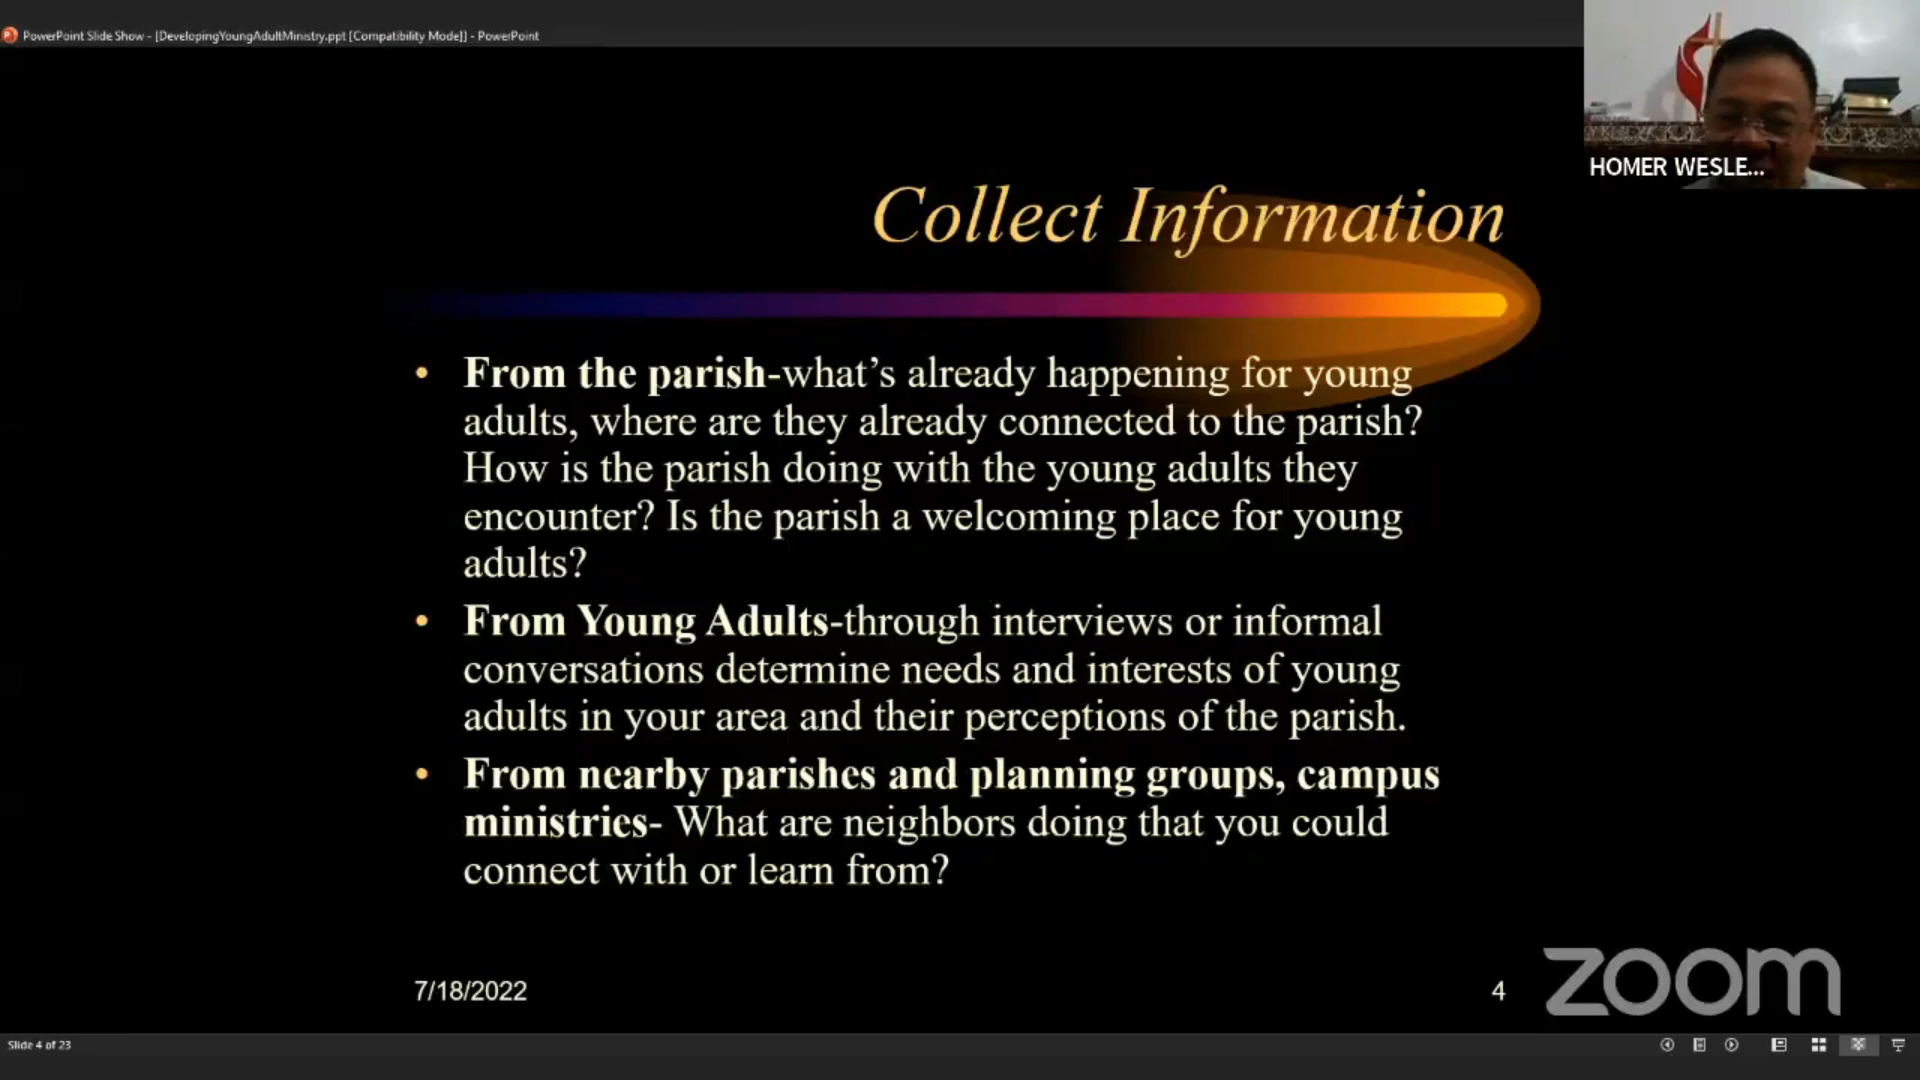 PowerPoint Slide Show - [DevelopingYoungAdultMinistry.ppt [Compatibility Mode]] - PowerPoint
HOMER WESLE...
Collect Information
• From the parish-what's already happening for young
adults, where are they already connected to the parish?
How is the parish doing with the young adults they
encounter? Is the parish a welcoming place for young
adults?
• From Young Adults-through interviews or informal
conversations determine needs and interests of young
adults in your area and their perceptions of the parish.
• From nearby parishes and planning groups, campus
ministries- What are neighbors doing that you could
connect with or learn from?
7/18/2022
4
zoom
Slide 4 of 23